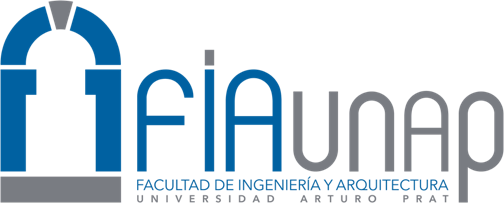 FiAunap
FACULTAD DE INGENIERÍA Y ARQUITECTURA
UNIVERSIDAD ARTURO PRAT